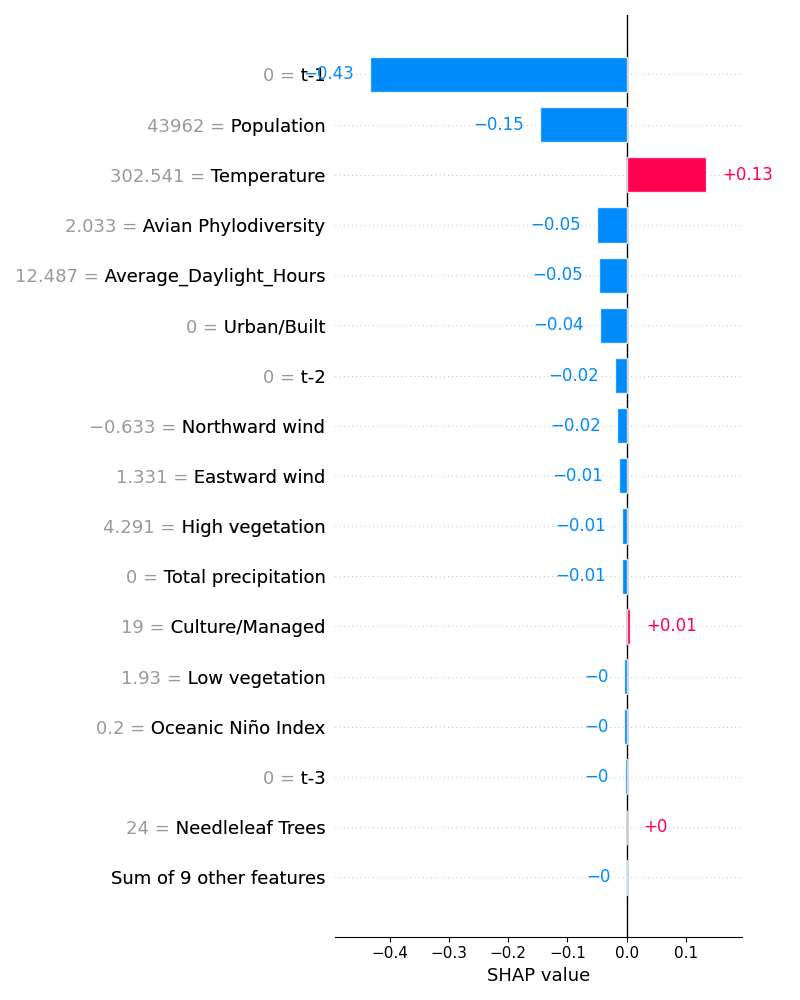 0 = t-1 −0.43
43962 = Population −0.15
302.541 = Temperature +0.13
2.033 = Avian Phylodiversity −0.05
12.487 = Average_Daylight_Hours −0.05
0 = Urban/Built −0.04
0 = t-2 −0.02
−0.633 = Northward wind −0.02
1.331 = Eastward wind −0.01
4.291 = High vegetation −0.01
0 = Total precipitation −0.01
19 = Culture/Managed +0.01
1.93 = Low vegetation −0
0.2 = Oceanic Niño Index −0
0 = t-3 −0
24 = Needleleaf Trees +0
Sum of 9 other features −0
−0.4 −0.3 −0.2 −0.1 0.0 0.1
SHAP value